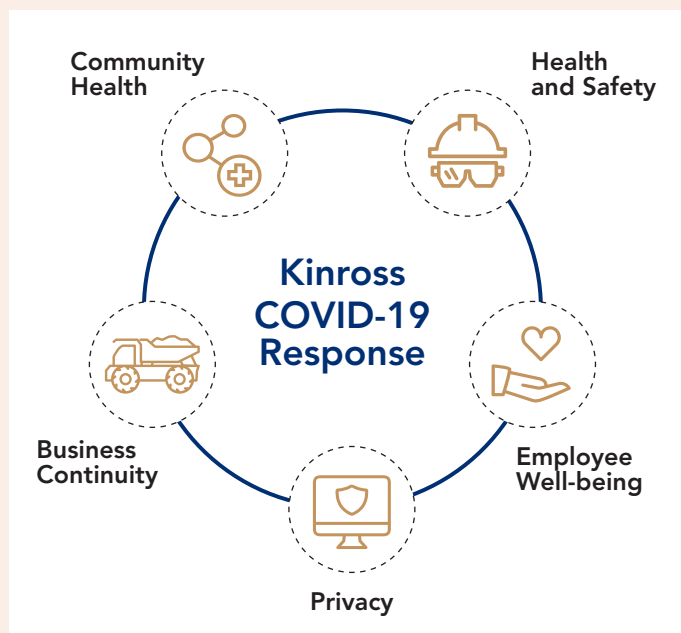 Community
Health
Health
and Safety
Kinross
COVID-19
Response
Business
Continuity
Employee
Well-being
Privacy